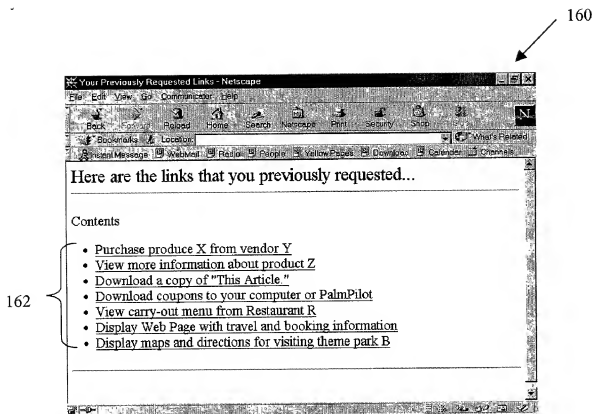 160
Your Previously Requested Links - Netscape
File Edit View Go Communicator Help
Back Forward Reload Home Search Netscape Print Security Shop
Bookmarks Location: What's Related
Instant Message WebMail Radio People Yellow Pages Download Calendar Channels
Here are the links that you previously requested...
Contents
• Purchase produce X from vendor Y
• View more information about product Z
• Download a copy of "This Article."
• Download coupons to your computer or PalmPilot
162
• View carry-out menu from Restaurant R
• Display Web Page with travel and booking information
• Display maps and directions for visiting theme park B